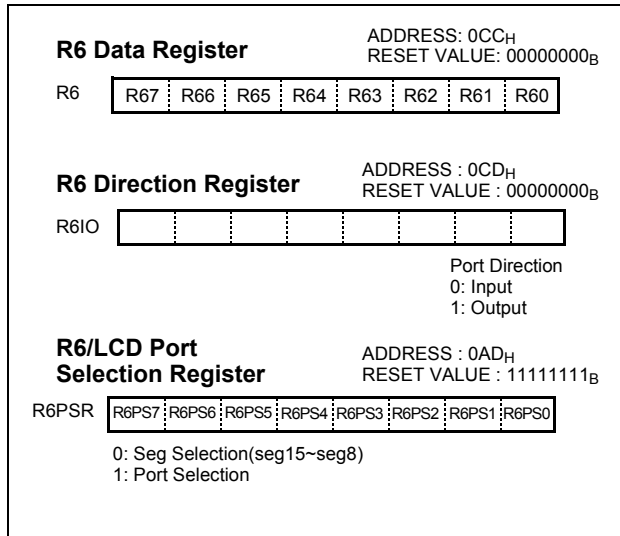 R6 Data Register
ADDRESS: 0CCH
RESET VALUE: 00000000B
R6 R67 R66 R65 R64 R63 R62 R61 R60
R6 Direction Register
ADDRESS : 0CDH
RESET VALUE : 00000000B
R6IO
Port Direction
0: Input
1: Output
R6/LCD Port
Selection Register
ADDRESS : 0ADH
RESET VALUE : 11111111B
R6PSR R6PS7 R6PS6 R6PS5 R6PS4 R6PS3 R6PS2 R6PS1 R6PS0
0: Seg Selection(seg15~seg8)
1: Port Selection